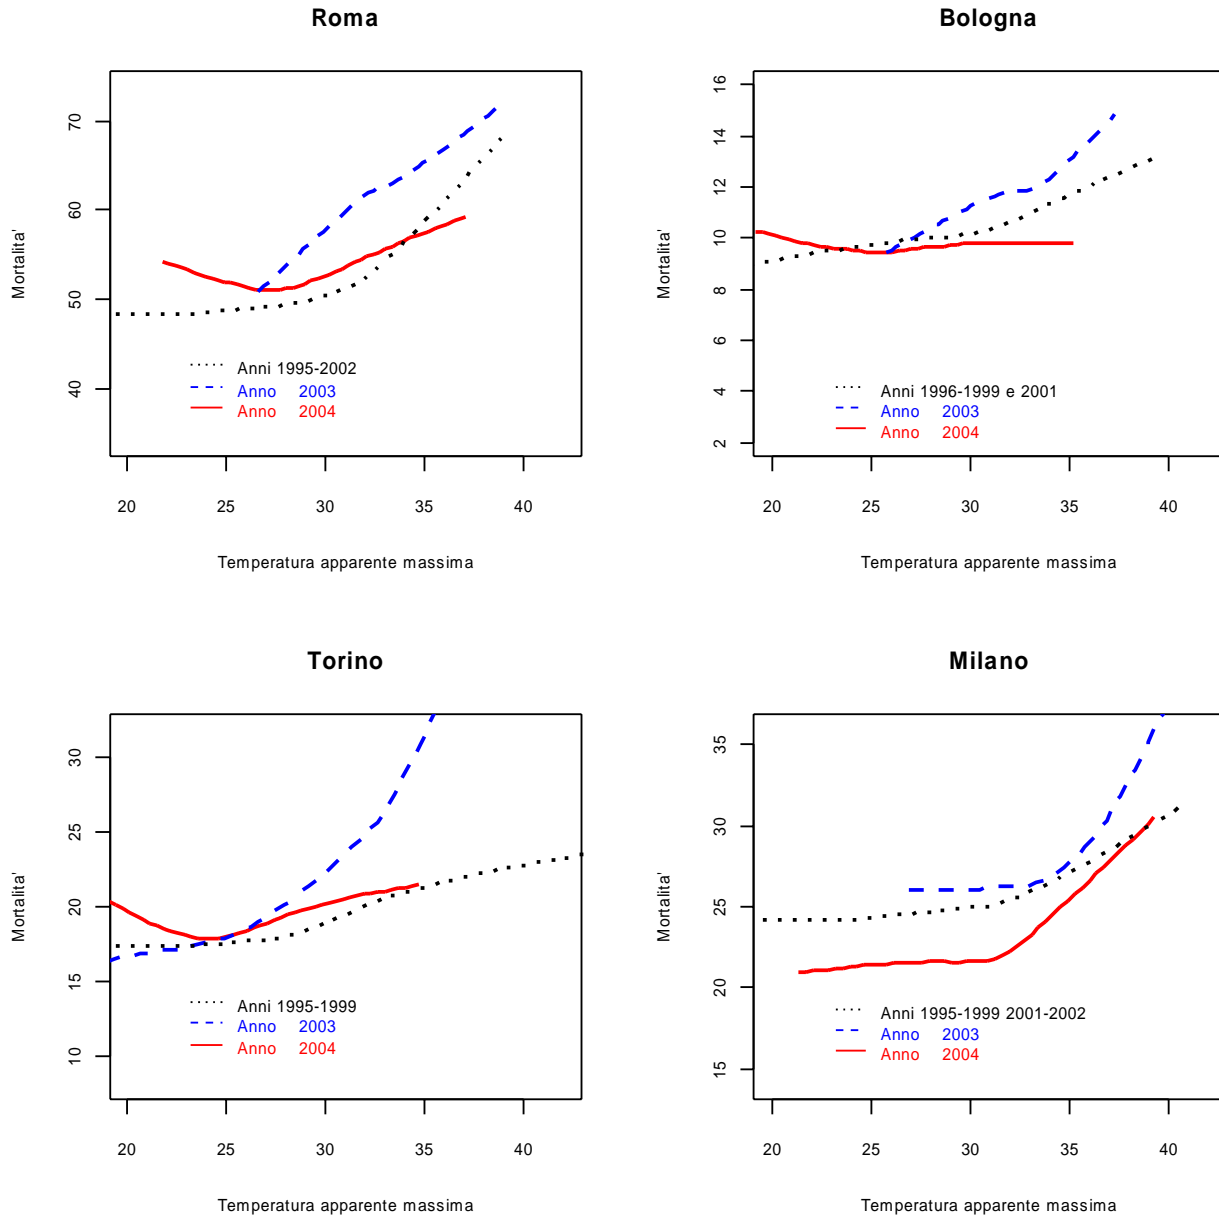 Roma
70
60
50
40
Mortalita'
Anni 1995-2002
Anno 2003
Anno 2004
20 25 30 35 40
Temperatura apparente massima
Bologna
16
14
12
10
8
6
4
2
Mortalita'
Anni 1996-1999 e 2001
Anno 2003
Anno 2004
20 25 30 35 40
Temperatura apparente massima
Torino
30
25
20
15
10
Mortalita'
Anni 1995-1999
Anno 2003
Anno 2004
20 25 30 35 40
Temperatura apparente massima
Milano
35
30
25
20
15
Mortalita'
Anni 1995-1999 2001-2002
Anno 2003
Anno 2004
20 25 30 35 40
Temperatura apparente massima